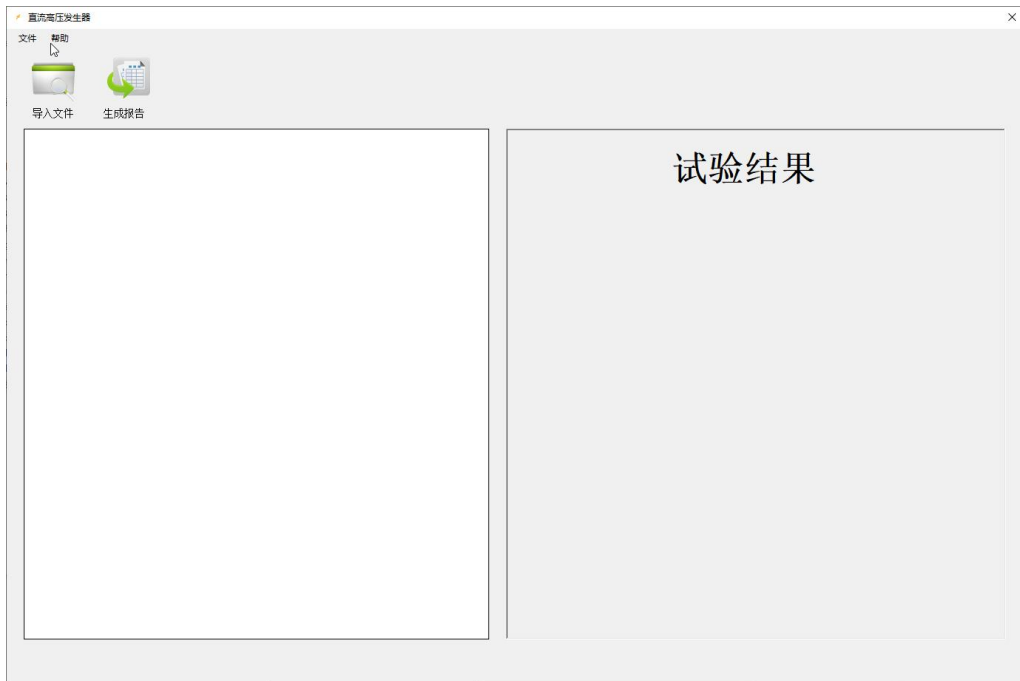 直流高压发生器
文件 帮助
导入文件 生成报告
试验结果